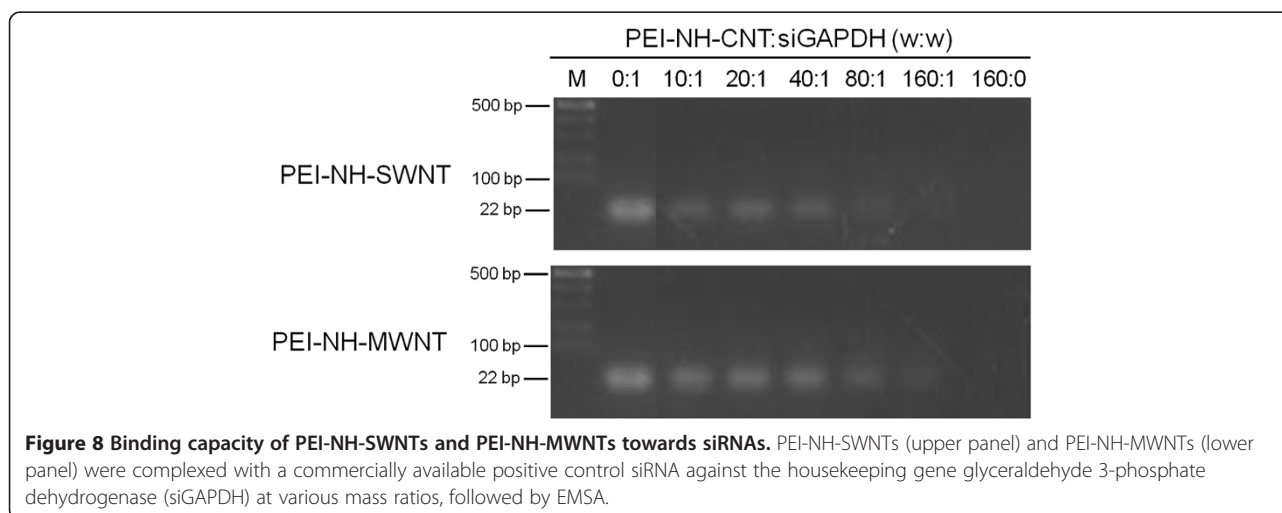 PEI-NH-CNT:siGAPDH (w:w)
M 0:1 10:1 20:1 40:1 80:1 160:1 160:0
500 bp
PEI-NH-SWNT
100 bp
22 bp
500 bp
PEI-NH-MWNT
100 bp
22 bp
Figure 8 Binding capacity of PEI-NH-SWNTs and PEI-NH-MWNTs towards siRNAs. PEI-NH-SWNTs (upper panel) and PEI-NH-MWNTs (lower
panel) were complexed with a commercially available positive control siRNA against the housekeeping gene glyceraldehyde 3-phosphate
dehydrogenase (siGAPDH) at various mass ratios, followed by EMSA.